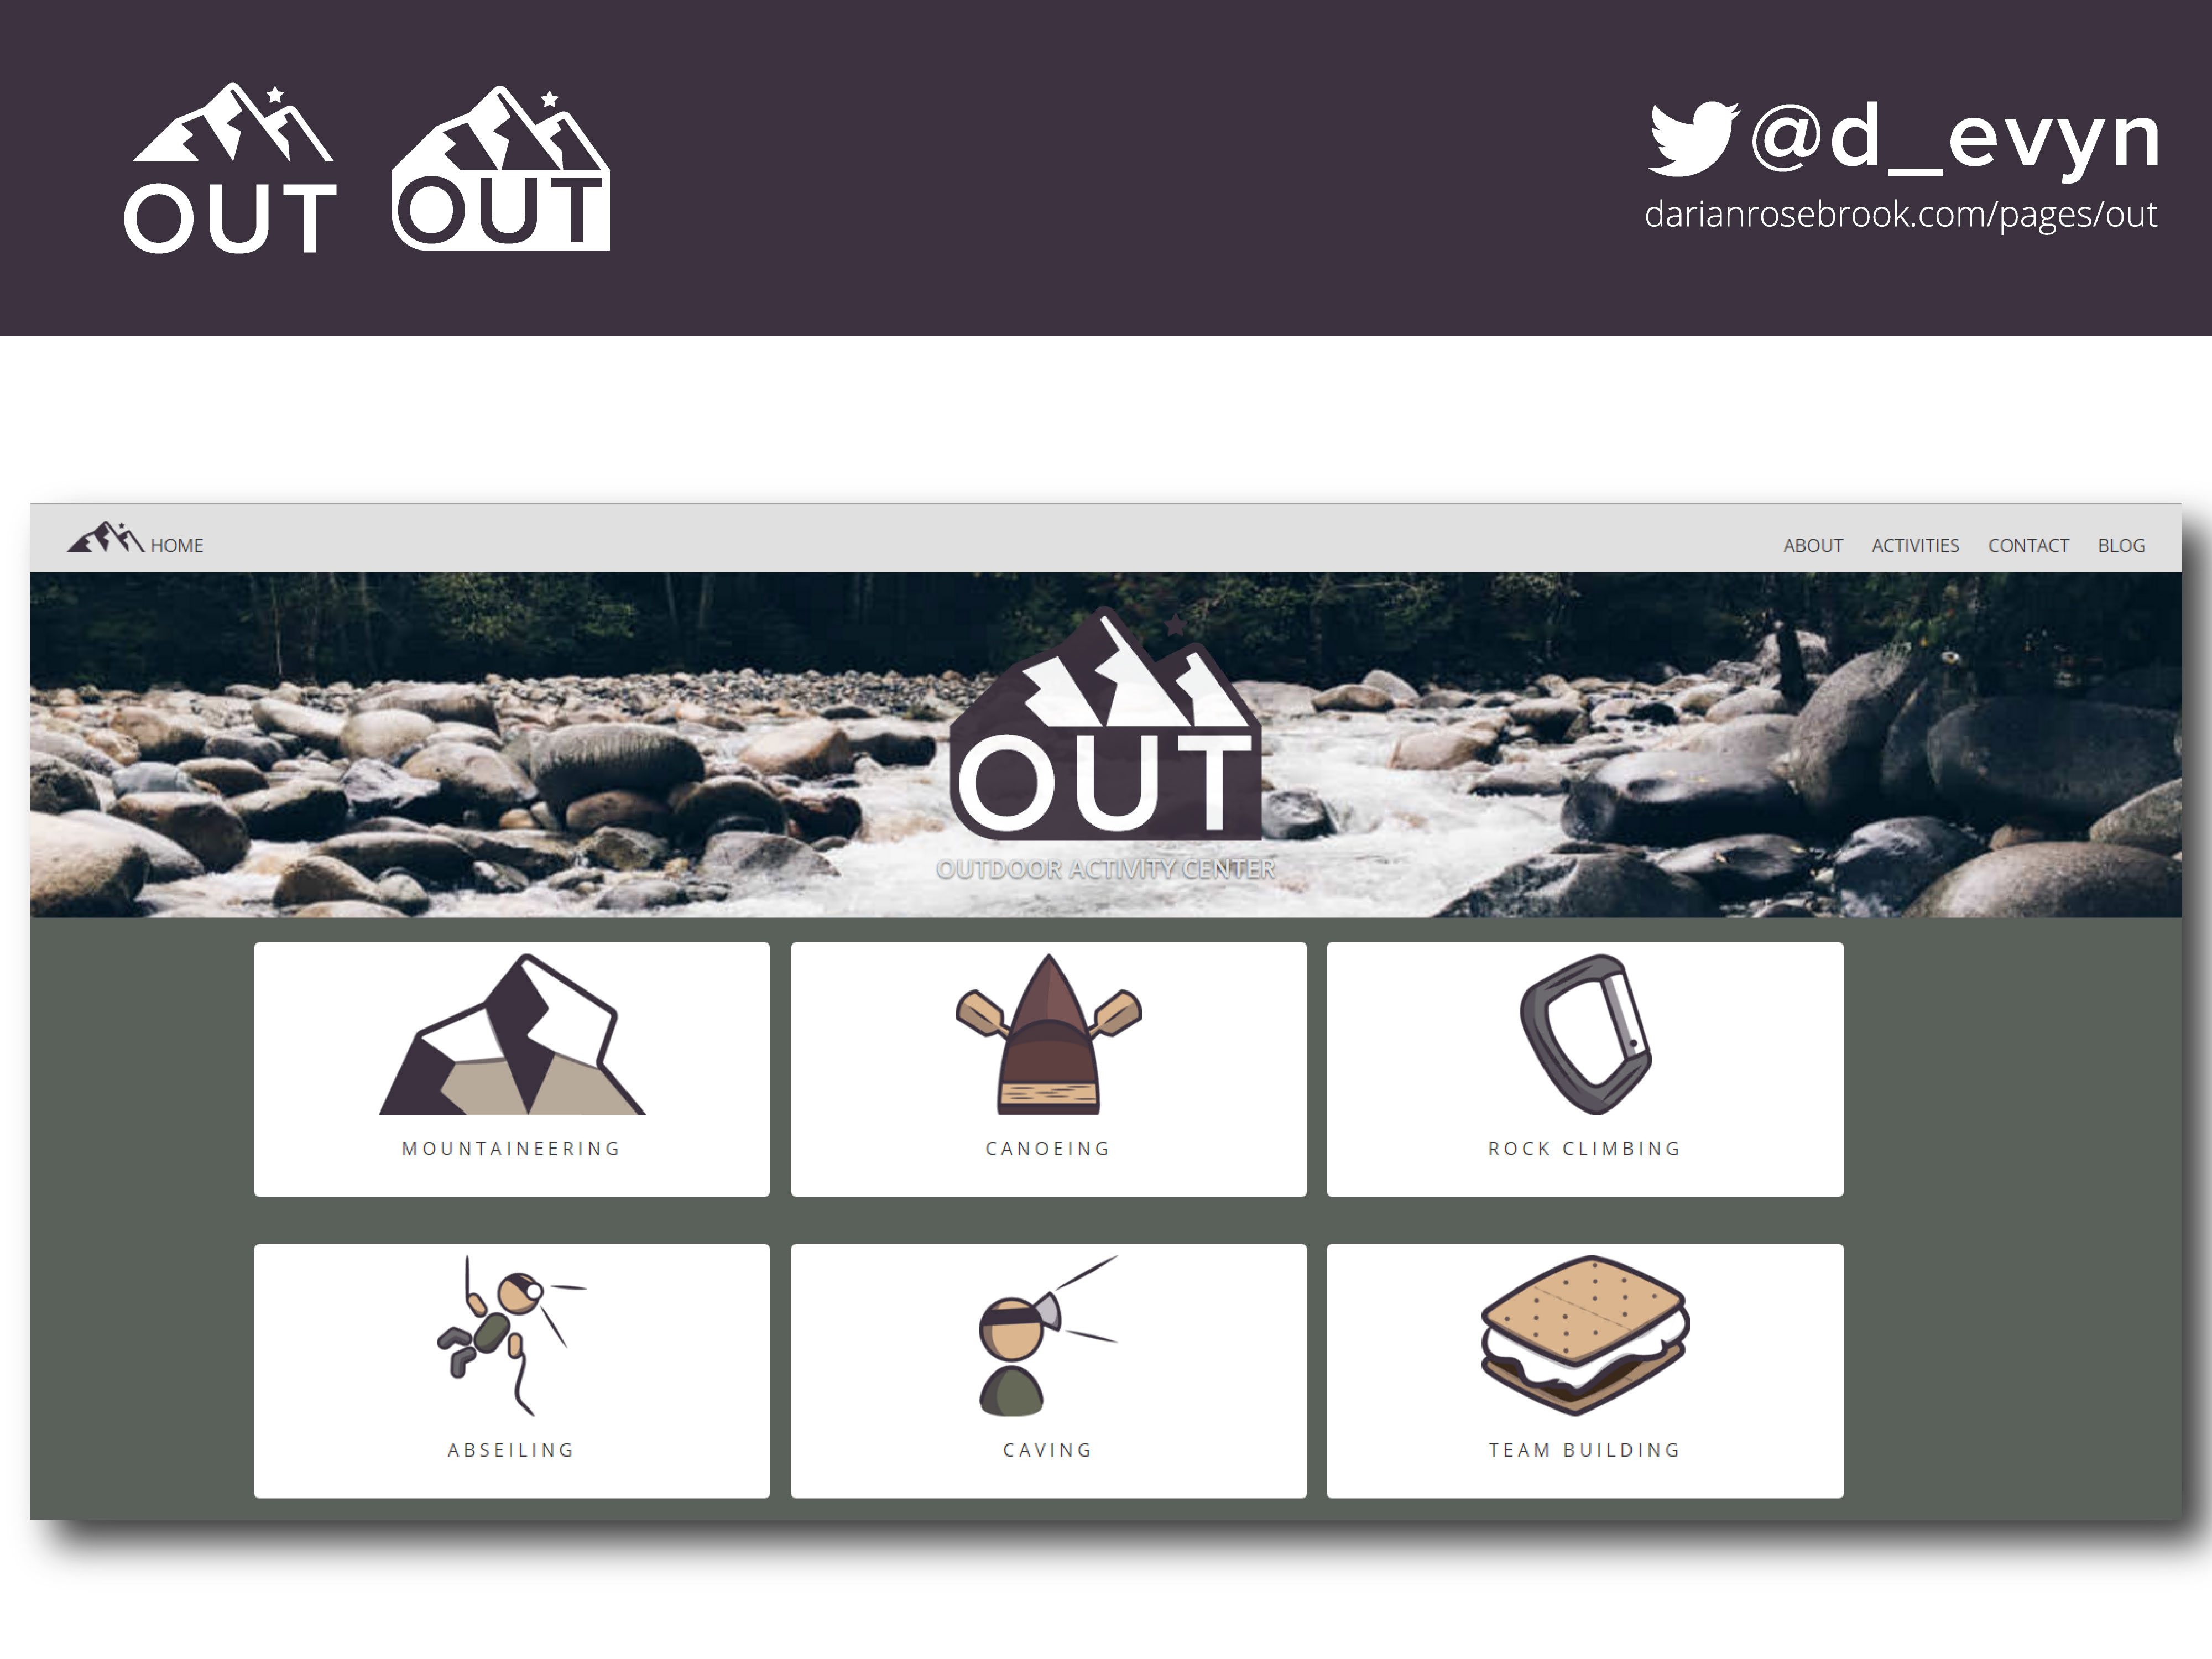 OUT
OUT
@d_evyn
darianrosebrook.com/pages/out
HOME
ABOUT ACTIVITIES CONTACT BLOG
OUT
OUTDOOR ACTIVITY CENTER
MOUNTAINEERING
CANOEING
ROCK CLIMBING
ABSEILING
CAVING
TEAM BUILDING